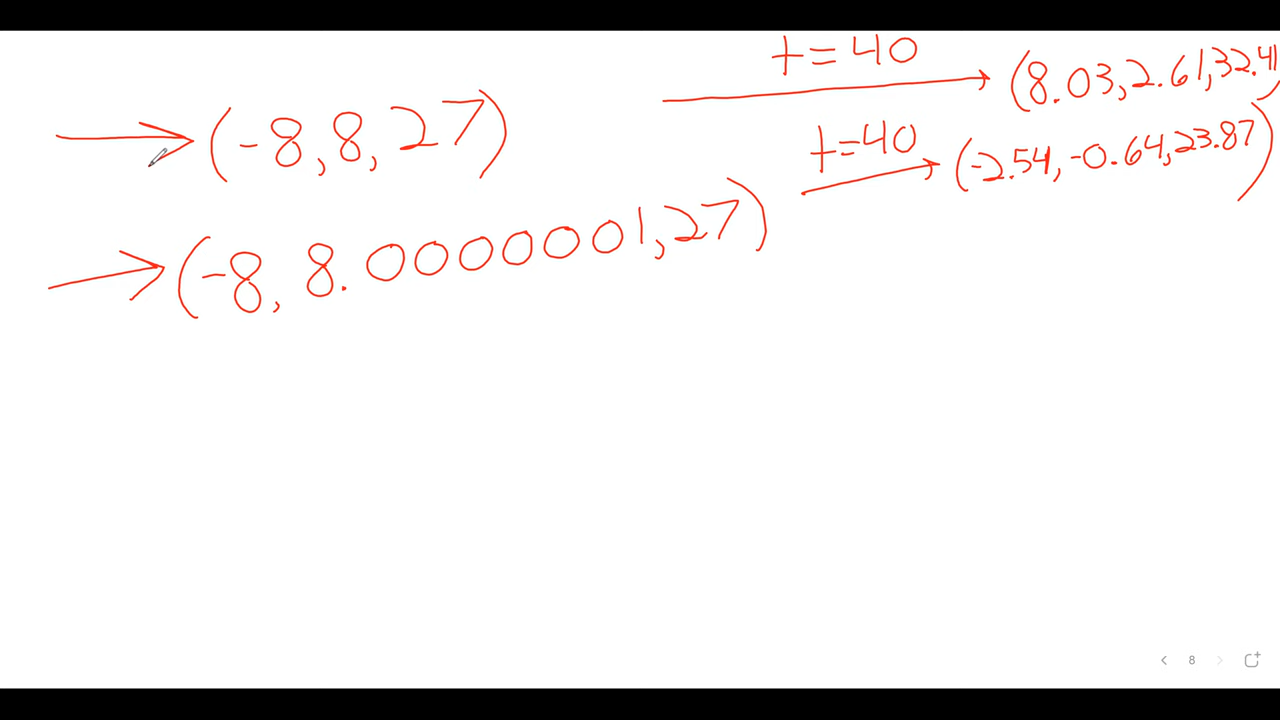 t=40
(8.03,2.61,32.41)
(-8,8,27)
t=40
(-2.54,-0.64,23.87)
(-8,8.0000001,27)
8